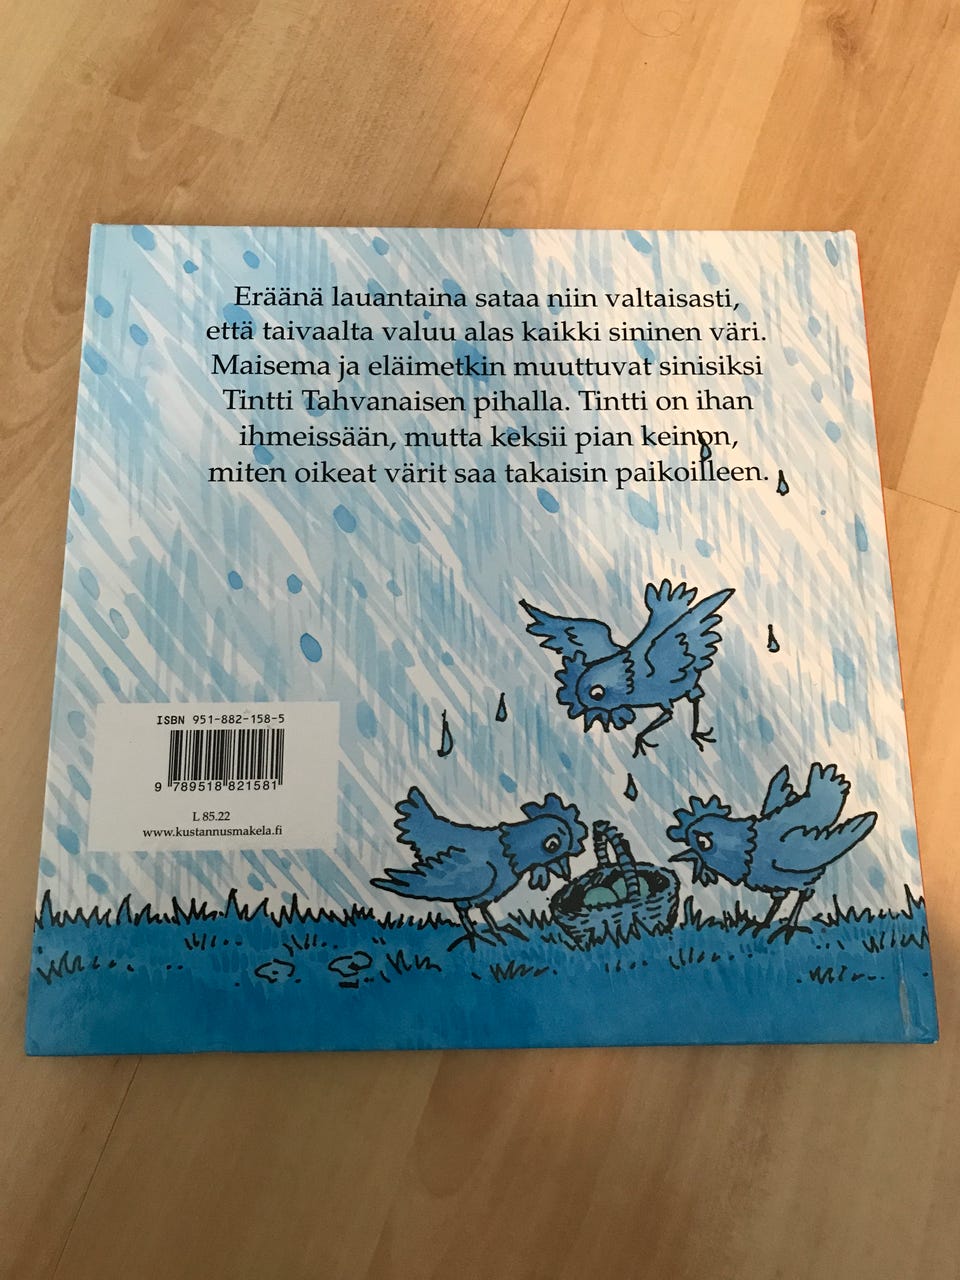 Eräänä lauantaina sataa niin valtaisasti,
että taivaalta valuu alas kaikki sininen väri.
Maisema ja eläimetkin muuttuvat sinisiksi
Tintti Tahvanaisen pihalla. Tintti on ihan
ihmeissään, mutta keksii pian keinon,
miten oikeat värit saa takaisin paikoilleen.
ISBN 951-882-158-5
9 789518 821581
L 85.22
www.kustannusmakela.fi